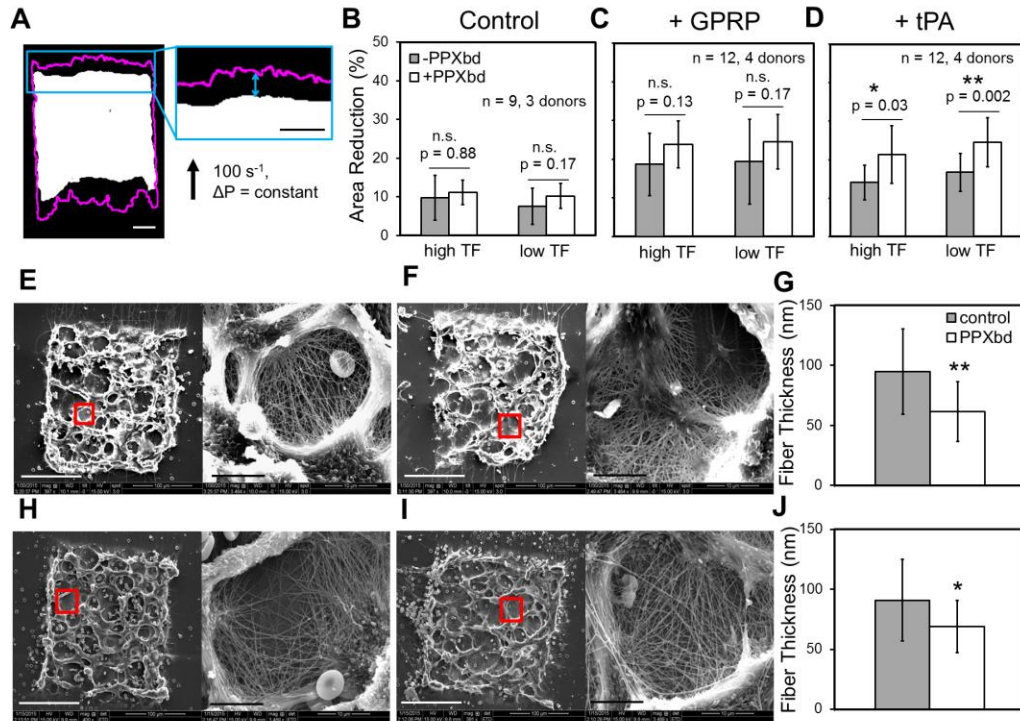 A
100 s⁻¹,
ΔP = constant
B
Control
Area Reduction (%)
50
40
30
20
10
0
-PPXbd
+PPXbd
n = 9, 3 donors
n.s.
p = 0.88
n.s.
p = 0.17
high TF
low TF
C
+ GPRP
n = 12, 4 donors
n.s.
p = 0.13
n.s.
p = 0.17
high TF
low TF
D
+ tPA
n = 12, 4 donors
*
p = 0.03
**
p = 0.002
high TF
low TF
E
F
G
Fiber Thickness (nm)
150
100
50
0
control
PPXbd
**
H
I
J
Fiber Thickness (nm)
150
100
50
0
*